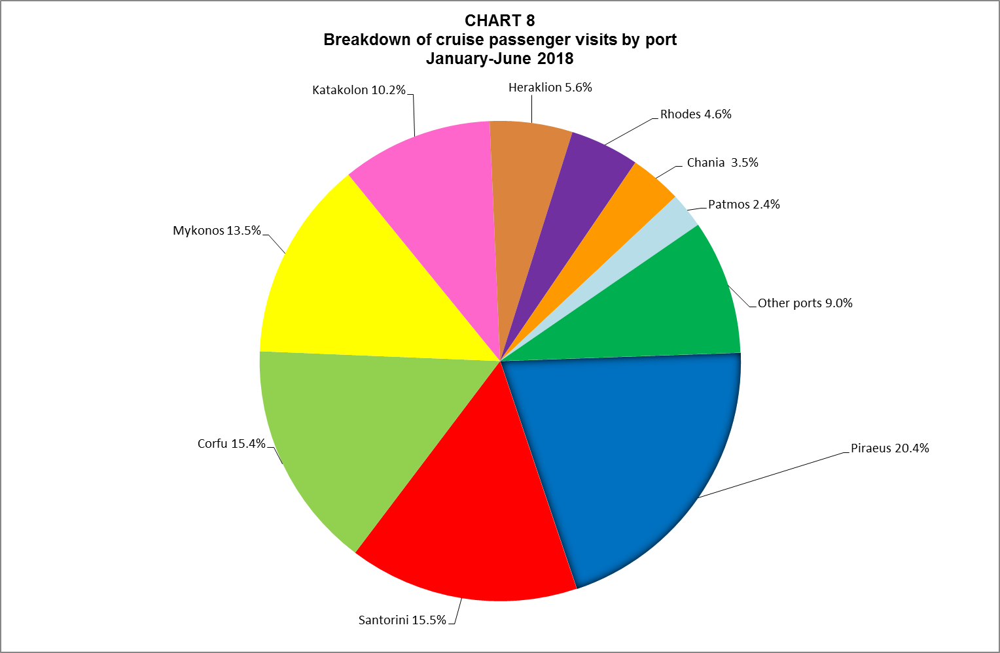 CHART 8
Breakdown of cruise passenger visits by port
January-June 2018
Heraklion 5.6%
Katakolon 10.2%
Rhodes 4.6%
Chania  3.5%
Patmos 2.4%
Mykonos 13.5%
Other ports 9.0%
Corfu 15.4%
Piraeus 20.4%
Santorini 15.5%